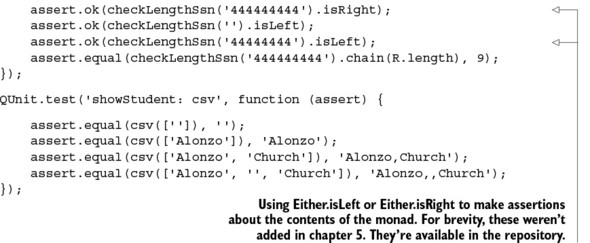 assert.ok(checkLengthSsn('444444444').isRight);
assert.ok(checkLengthSsn('').isLeft);
assert.ok(checkLengthSsn('44444444').isLeft);
assert.equal(checkLengthSsn('444444444').chain(R.length), 9);
});
QUnit.test('showStudent: csv', function (assert) {
assert.equal(csv(['']), '');
assert.equal(csv(['Alonzo']), 'Alonzo');
assert.equal(csv(['Alonzo', 'Church']), 'Alonzo,Church');
assert.equal(csv(['Alonzo', '', 'Church']), 'Alonzo,,Church');
});
Using Either.isLeft or Either.isRight to make assertions
about the contents of the monad. For brevity, these weren't
added in chapter 5. They're available in the repository.